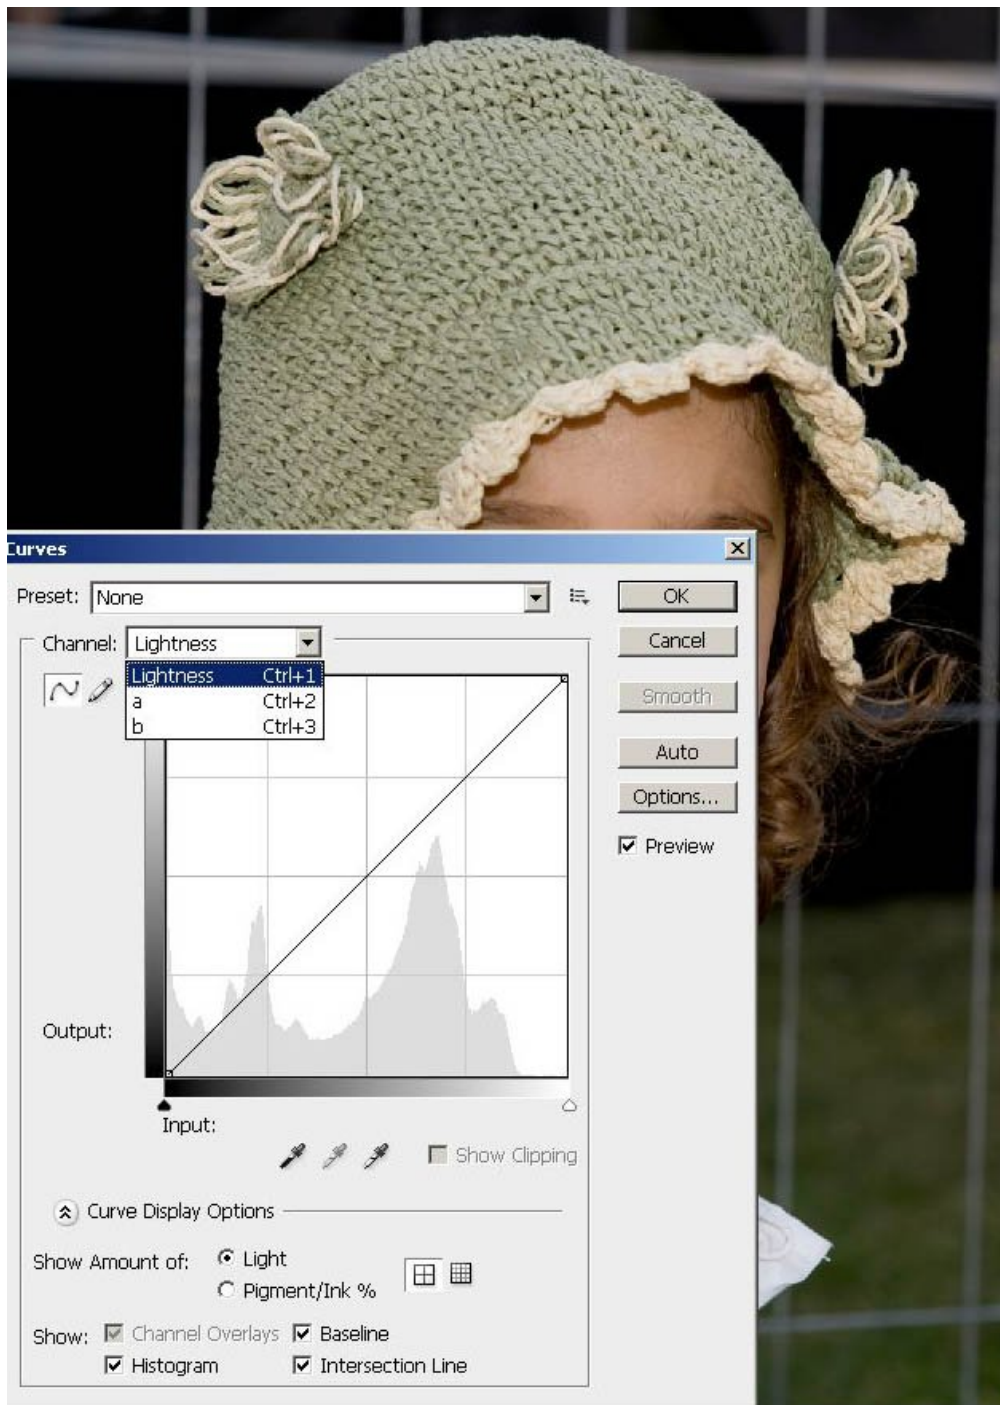 Curves
Preset: None
OK
Channel: Lightness
Cancel
Lightness Ctrl+1
a Ctrl+2
b Ctrl+3
Smooth
Auto
Options...
Preview
Output:
Input:
Show Clipping
Curve Display Options
Show Amount of: Light
Pigment/Ink %
Show: Channel Overlays Baseline
Histogram Intersection Line